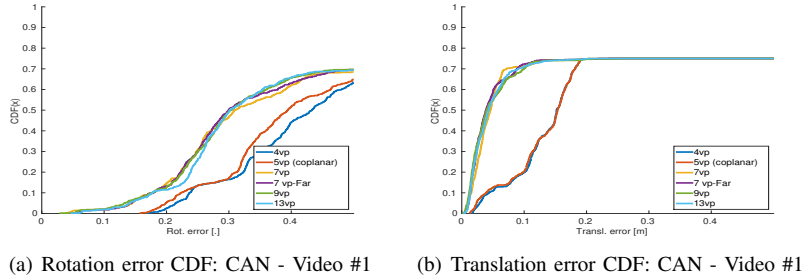 1
0.9
0.8
0.7
0.6
0.5
0.4
0.3
0.2
0.1
0
CDF(x)
0 0.1 0.2 0.3 0.4
Rot. error [.]
4vp
5vp (coplanar)
7vp
7 vp-Far
9vp
13vp
1
0.9
0.8
0.7
0.6
0.5
0.4
0.3
0.2
0.1
0
CDF(x)
0 0.1 0.2 0.3 0.4
Transl. error [m]
4vp
5vp (coplanar)
7vp
7 vp-Far
9vp
13vp
(a) Rotation error CDF: CAN - Video #1
(b) Translation error CDF: CAN - Video #1